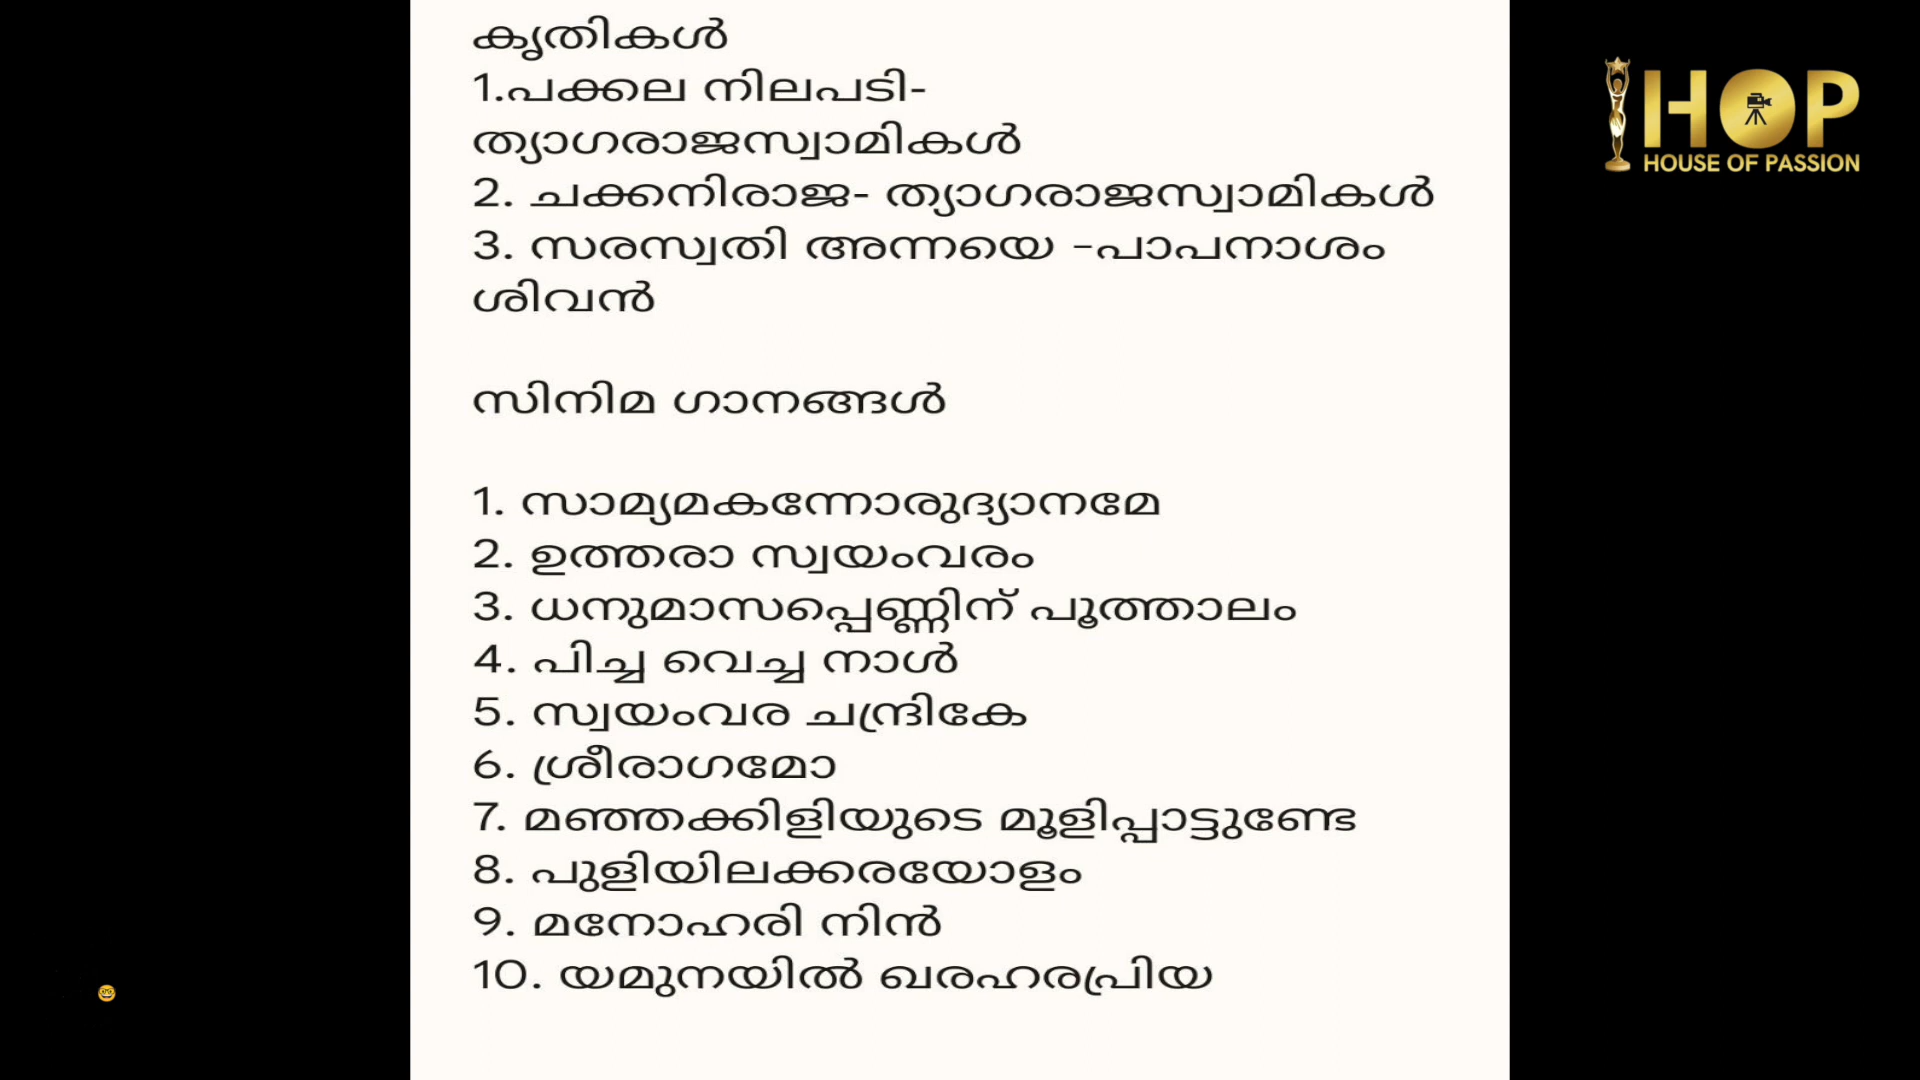 കൃതികൾ
1.പക്കല നിലപടി-
ത്യാഗരാജസ്വാമികൾ
2. ചക്കനിരാജ- ത്യാഗരാജസ്വാമികൾ
3. സരസ്വതി അന്നയെ –പാപനാശം
ശിവൻ
സിനിമ ഗാനങ്ങൾ
1. സാമ്യമകന്നോരുദ്യാനമേ
2. ഉത്തരാ സ്വയംവരം
3. ധനുമാസപ്പെണ്ണിന് പൂത്താലം
4. പിച്ച വെച്ച നാൾ
5. സ്വയംവര ചന്ദ്രികേ
6. ശ്രീരാഗമോ
7. മഞ്ഞക്കിളിയുടെ മൂളിപ്പാട്ടുണ്ടേ
8. പുളിയിലക്കരയോളം
9. മനോഹരി നിൻ
10. യമുനയിൽ ഖരഹരപ്രിയ
HOP
HOUSE OF PASSION